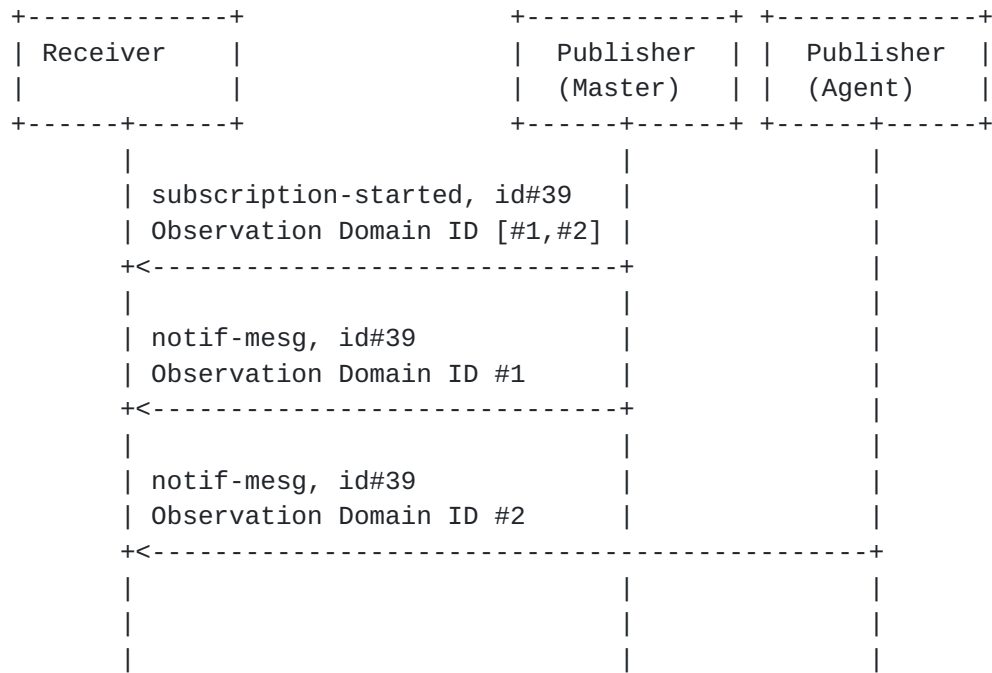 Receiver
Publisher
(Master)
Publisher
(Agent)
subscription-started, id#39
Observation Domain ID [#1,#2]
notif-mesg, id#39
Observation Domain ID #1
notif-mesg, id#39
Observation Domain ID #2